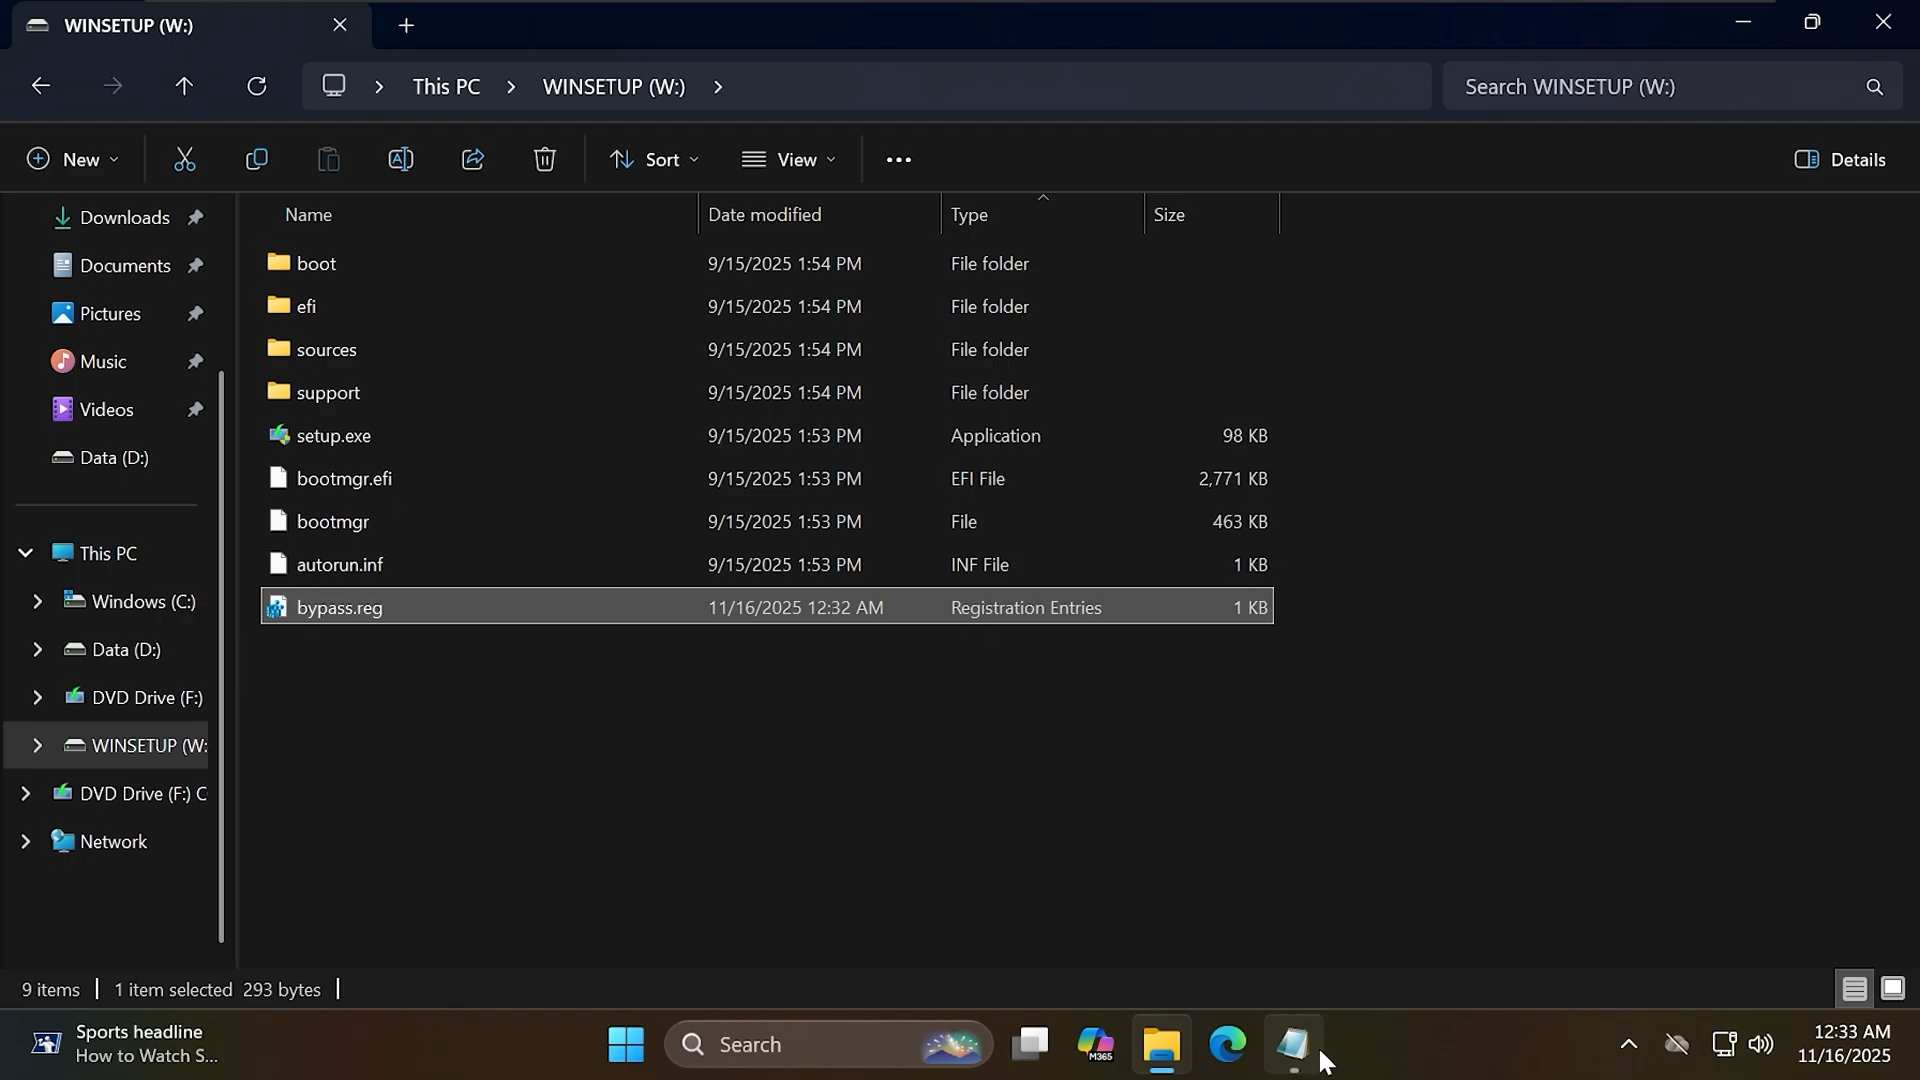 WINSETUP (W:)
This PC
WINSETUP (W:)
Search WINSETUP (W:)
New
Sort
View
Details
Downloads
Documents
Pictures
Music
Videos
Data (D:)
This PC
Windows (C:)
Data (D:)
DVD Drive (F:)
WINSETUP (W:
DVD Drive (F:) C
Network
Name Date modified Type Size
boot 9/15/2025 1:54 PM File folder
efi 9/15/2025 1:54 PM File folder
sources 9/15/2025 1:54 PM File folder
support 9/15/2025 1:54 PM File folder
setup.exe 9/15/2025 1:53 PM Application 98 KB
bootmgr.efi 9/15/2025 1:53 PM EFI File 2,771 KB
bootmgr 9/15/2025 1:53 PM File 463 KB
autorun.inf 9/15/2025 1:53 PM INF File 1 KB
bypass.reg 11/16/2025 12:32 AM Registration Entries 1 KB
9 items 1 item selected 293 bytes
Sports headline
How to Watch S...
Search
M365
12:33 AM
11/16/2025